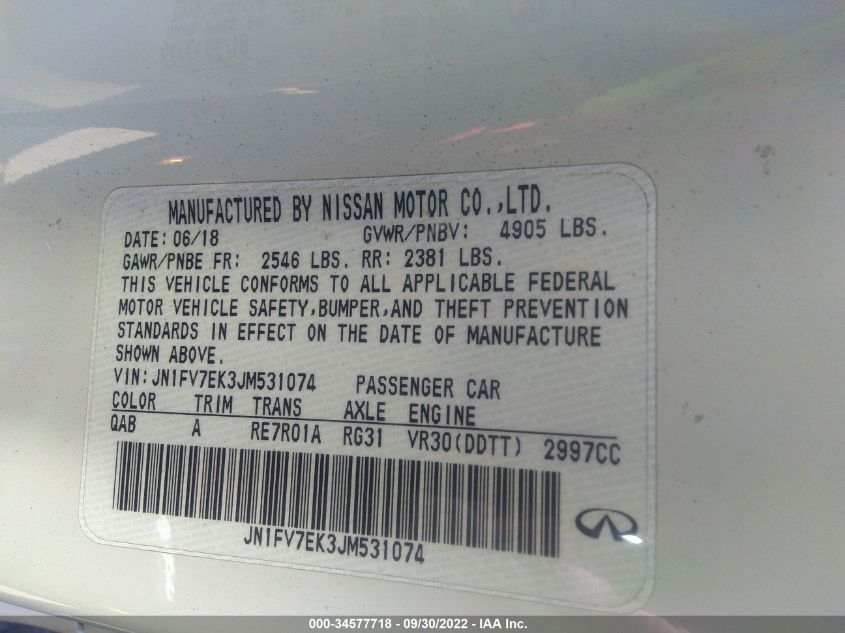 MANUFACTURED BY NISSAN MOTOR CO.,LTD.
DATE: 06/18 GVWR/PNBV: 4905 LBS.
GAWR/PNBE FR: 2546 LBS. RR: 2381 LBS.
THIS VEHICLE CONFORMS TO ALL APPLICABLE FEDERAL
MOTOR VEHICLE SAFETY,BUMPER,AND THEFT PREVENTION
STANDARDS IN EFFECT ON THE DATE OF MANUFACTURE
SHOWN ABOVE.
VIN: JN1FV7EK3JM531074 PASSENGER CAR
COLOR TRIM TRANS AXLE ENGINE
QAB A RE7R01A RG31 VR30(DDTT) 2997CC
JN1FV7EK3JM531074
000-34577718 - 09/30/2022 - IAA Inc.